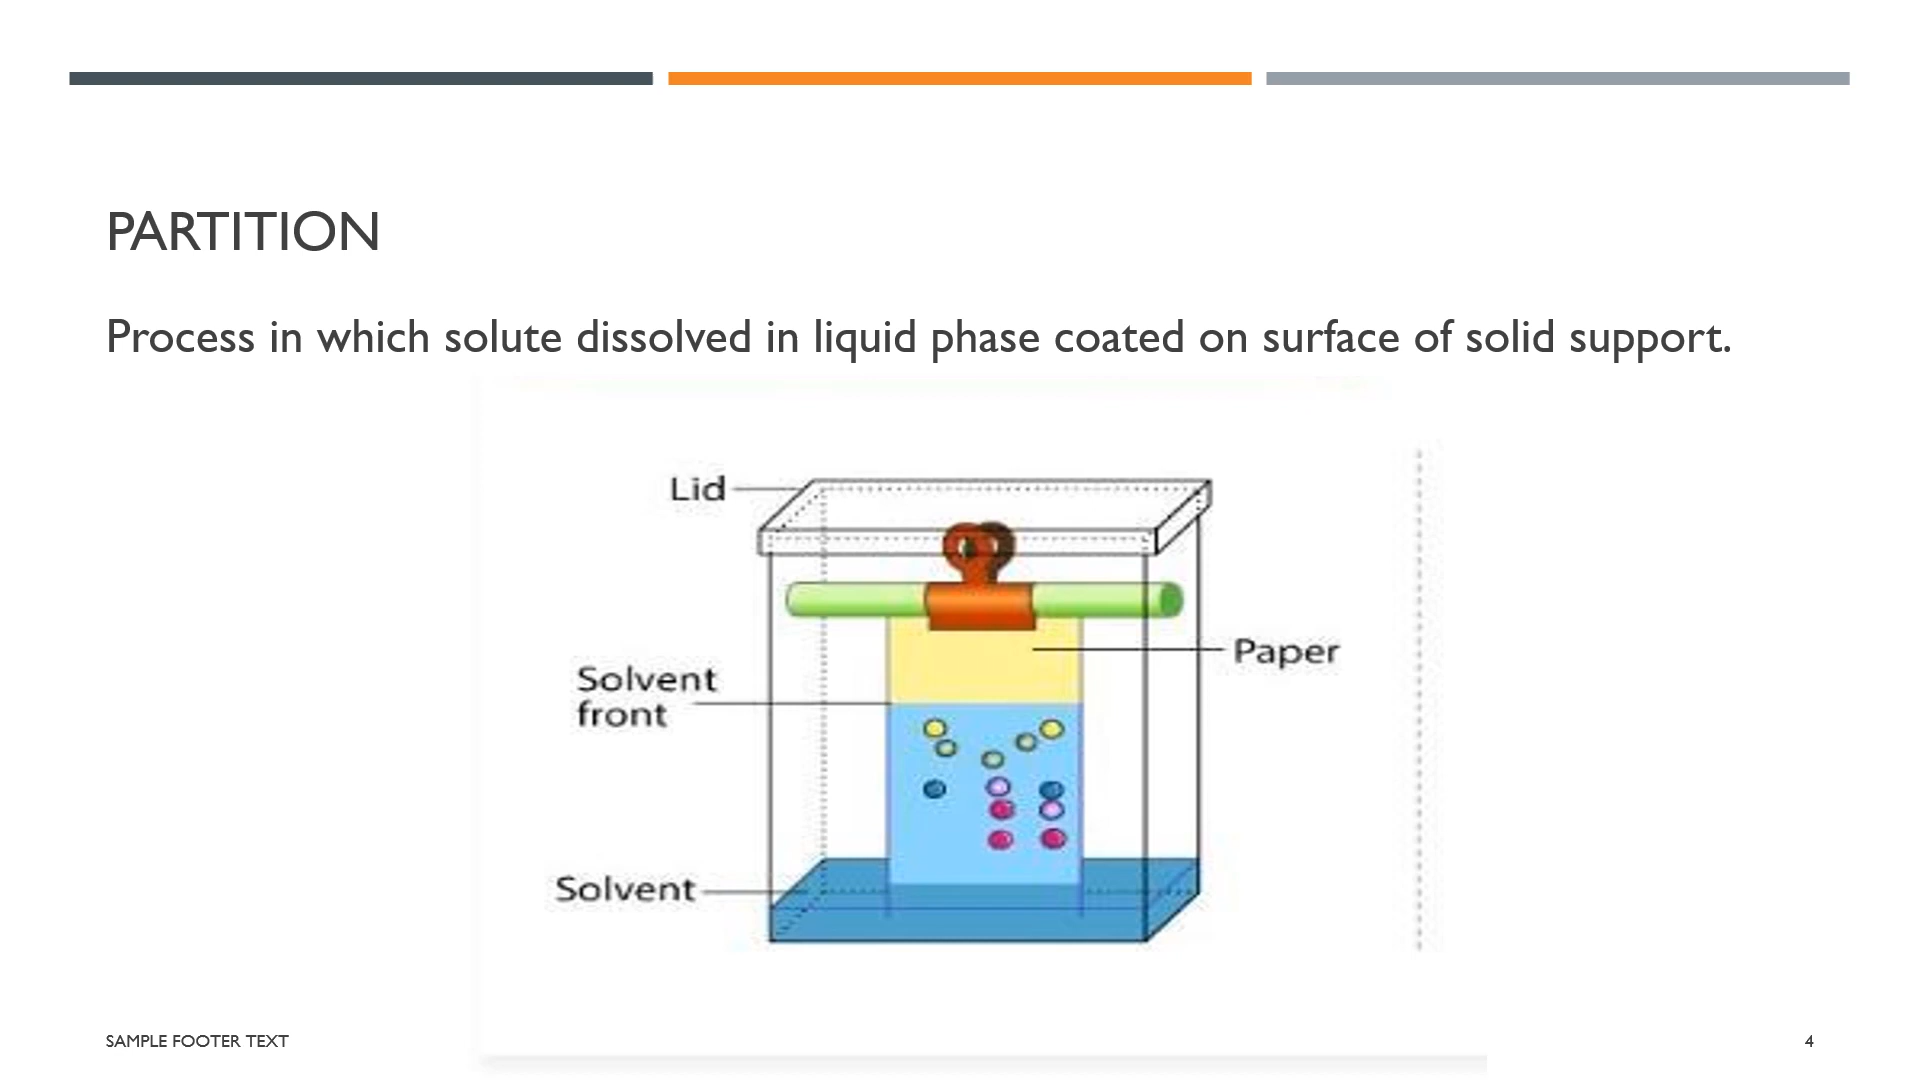 PARTITION
Process in which solute dissolved in liquid phase coated on surface of solid support.
Lid
Paper
Solvent
front
Solvent
SAMPLE FOOTER TEXT
4